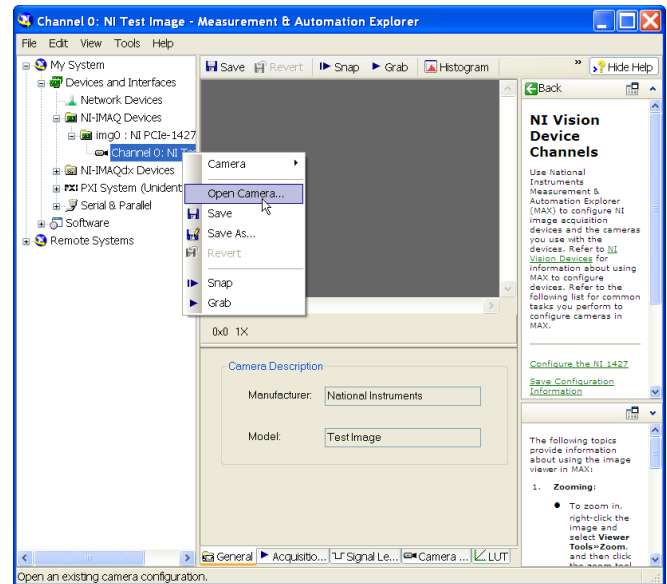 Channel 0: NI Test Image - Measurement & Automation Explorer
File Edit View Tools Help
My System
Devices and Interfaces
Network Devices
NI-IMAQ Devices
img0 : NI PCIe-1427
Channel 0: NI Te
NI-IMAQdx Devices
PXI PXI System (Unident
Serial & Parallel
Software
Remote Systems
Save Revert Snap Grab Histogram » Hide Help
Camera
Open Camera...
Save
Save As...
Revert
Snap
Grab
0x0 1X
Camera Description
Manufacturer: National Instruments
Model: Test Image
General Acquisitio... Signal Le... Camera ... LUT
Back
NI Vision
Device
Channels
Use National
Instruments
Measurement &
Automation Explorer
(MAX) to configure NI
image acquisition
devices and the cameras
you use with the
devices. Refer to NI
Vision Devices for
information about using
MAX to configure
devices. Refer to the
following list for common
tasks you perform to
configure cameras in
MAX.
Configure the NI 1427
Save Configuration
Information
The following topics
provide information
about using the image
viewer in MAX:
1. Zooming:
● To zoom in,
right-click the
image and
select Viewer
Tools»Zoom,
and then click
the zoom tool
Open an existing camera configuration.